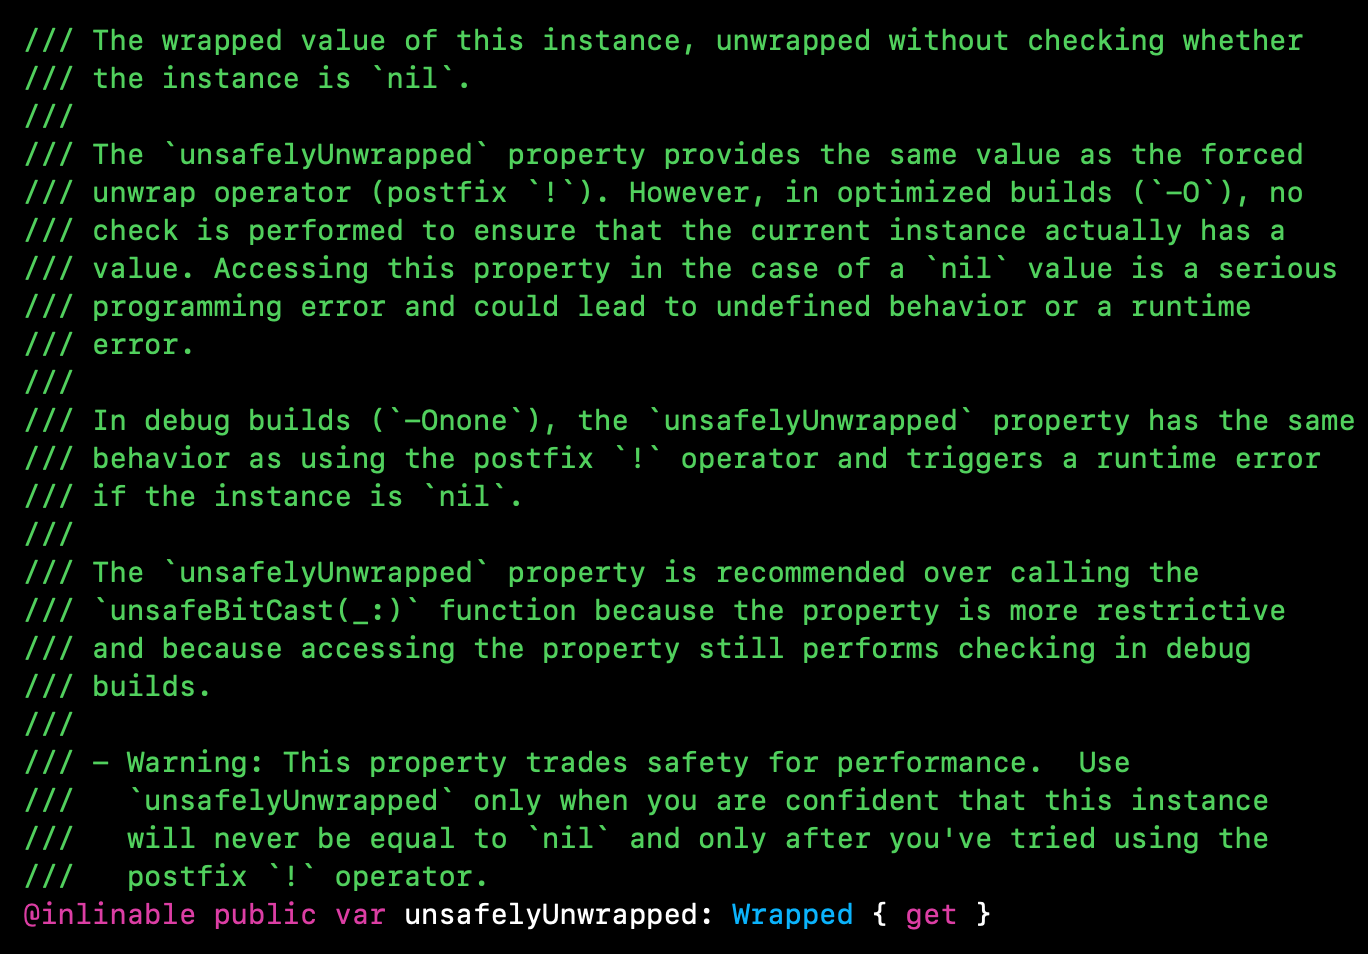 /// The wrapped value of this instance, unwrapped without checking whether
/// the instance is `nil`.
///
/// The `unsafelyUnwrapped` property provides the same value as the forced
/// unwrap operator (postfix `!`). However, in optimized builds (`-O`), no
/// check is performed to ensure that the current instance actually has a
/// value. Accessing this property in the case of a `nil` value is a serious
/// programming error and could lead to undefined behavior or a runtime
/// error.
///
/// In debug builds (`-Onone`), the `unsafelyUnwrapped` property has the same
/// behavior as using the postfix `!` operator and triggers a runtime error
/// if the instance is `nil`.
///
/// The `unsafelyUnwrapped` property is recommended over calling the
/// `unsafeBitCast(_:)` function because the property is more restrictive
/// and because accessing the property still performs checking in debug
/// builds.
///
/// - Warning: This property trades safety for performance.  Use
///   `unsafelyUnwrapped` only when you are confident that this instance
///   will never be equal to `nil` and only after you've tried using the
///   postfix `!` operator.
@inlinable public var unsafelyUnwrapped: Wrapped { get }